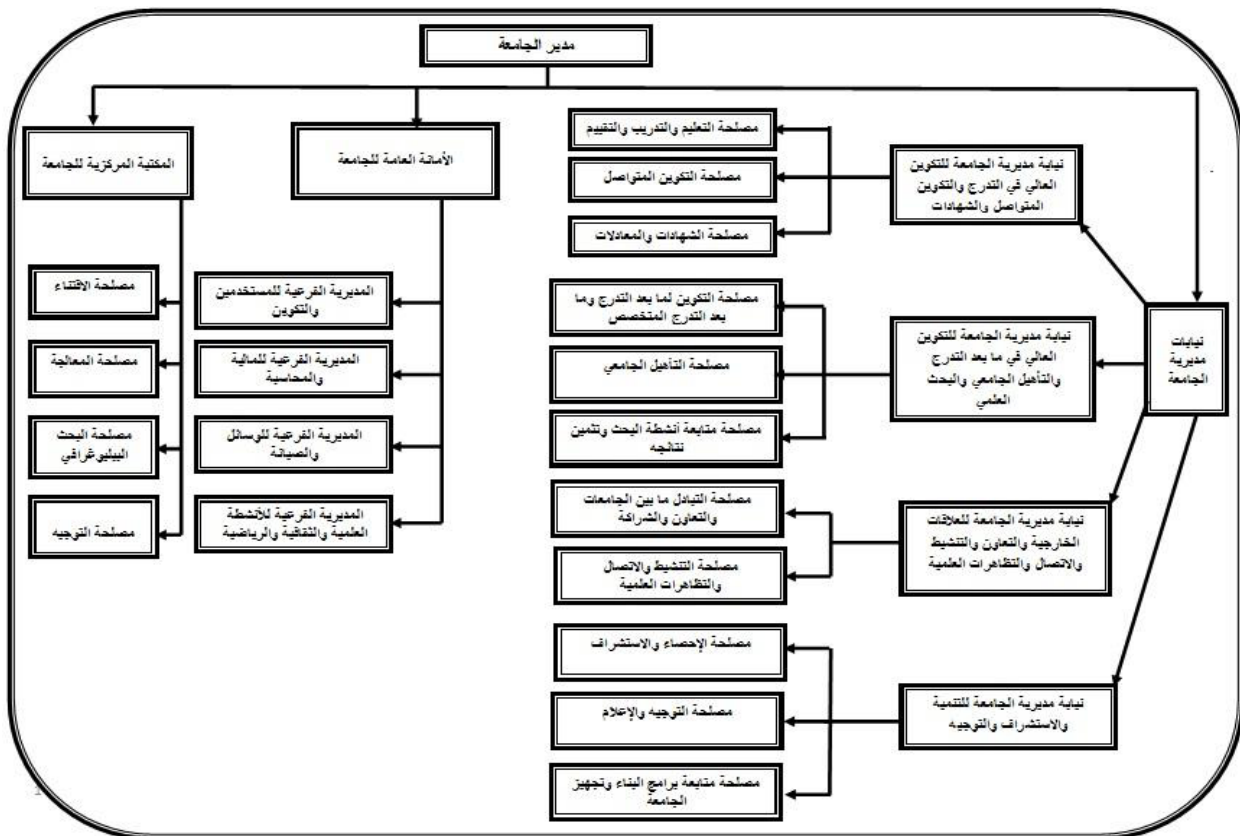 مدير الجامعة
نيابات
مديرية
الجامعة
نيابة مديرية الجامعة للتكوين
العالي في التدرج والتكوين
المتواصل والشهادات
مصلحة التعليم والتدريب والتقييم
مصلحة التكوين المتواصل
مصلحة الشهادات والمعادلات
نيابة مديرية الجامعة للتكوين
العالي في ما بعد التدرج
والتأهيل الجامعي والبحث
العلمي
مصلحة التكوين لما بعد التدرج وما
بعد التدرج المتخصص
مصلحة التأهيل الجامعي
مصلحة متابعة أنشطة البحث وتثمين
نتائجه
نيابة مديرية الجامعة للعلاقات
الخارجية والتعاون والتنشيط
والاتصال والتظاهرات العلمية
مصلحة التبادل ما بين الجامعات
والتعاون والشراكة
مصلحة التنشيط والاتصال
والتظاهرات العلمية
نيابة مديرية الجامعة للتنمية
والاستشراف والتوجيه
مصلحة الإحصاء والاستشراف
مصلحة التوجيه والإعلام
مصلحة متابعة برامج البناء وتجهيز
الجامعة
الأمانة العامة للجامعة
المديرية الفرعية للمستخدمين
والتكوين
المديرية الفرعية للمالية
والمحاسبة
المديرية الفرعية للوسائل
والصيانة
المديرية الفرعية للأنشطة
العلمية والثقافية والرياضية
المكتبة المركزية للجامعة
مصلحة الاقتناء
مصلحة المعالجة
مصلحة البحث
البيليوغرافي
مصلحة التوجيه